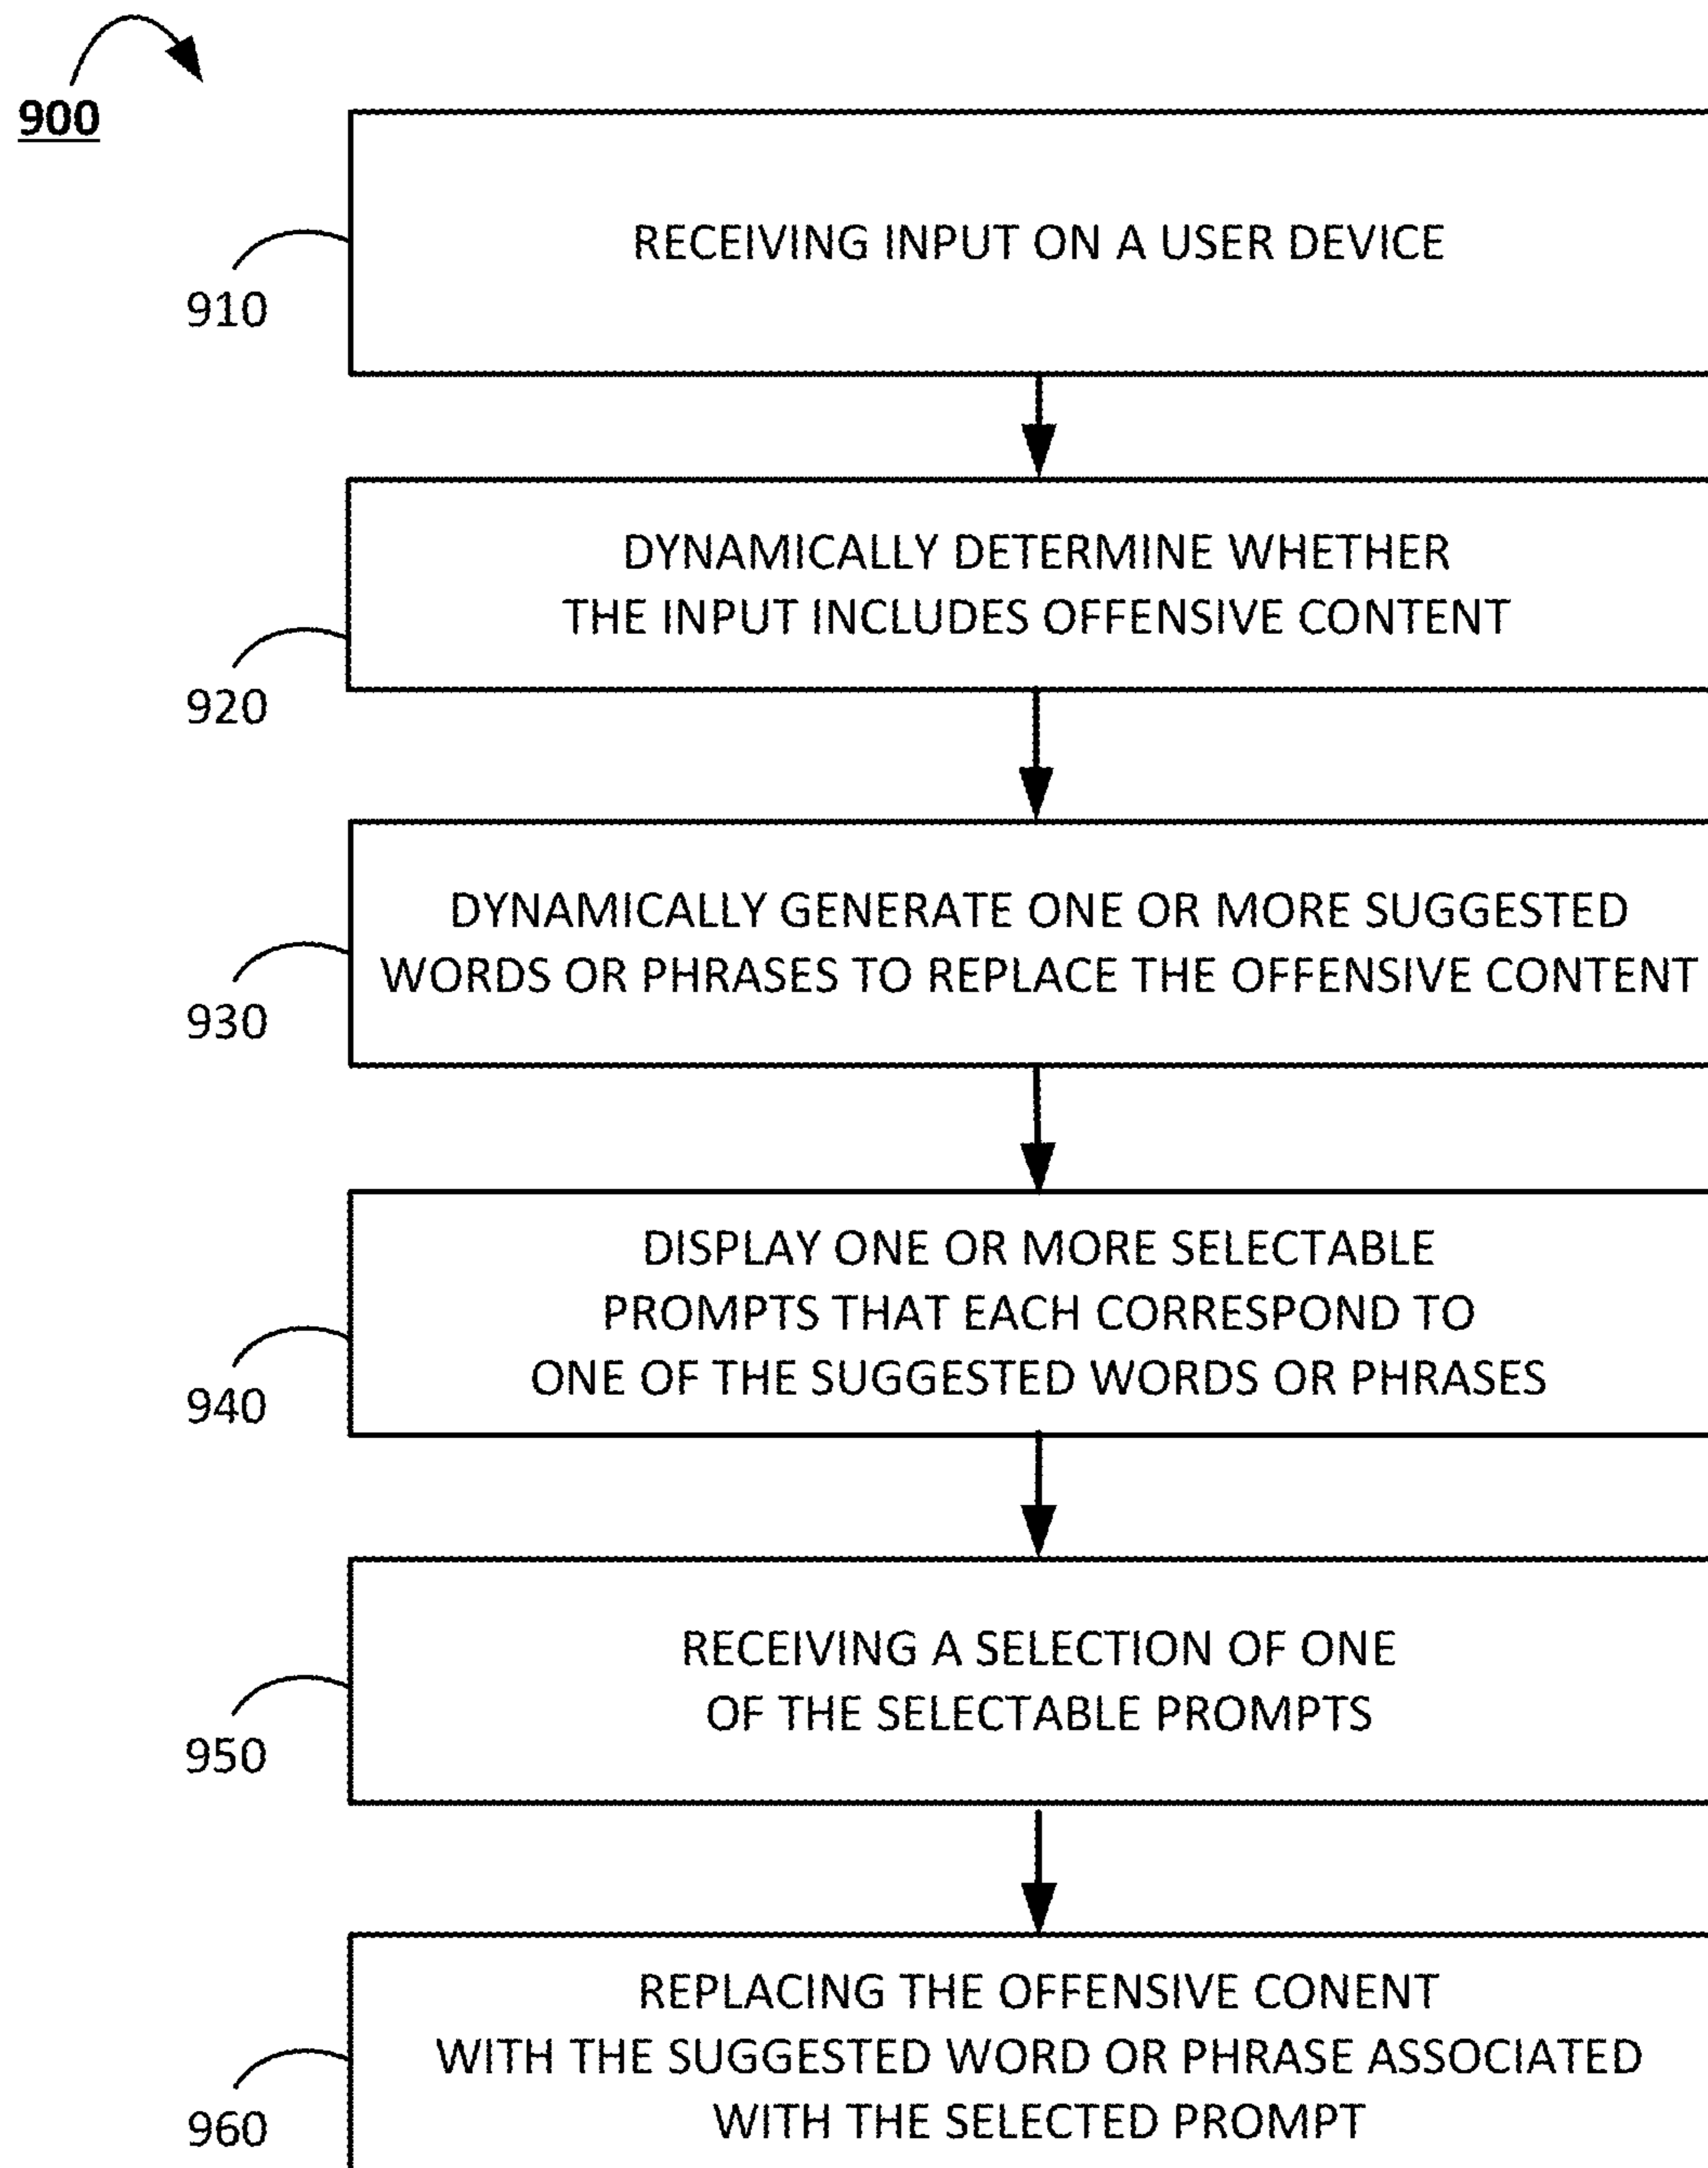 900
RECEIVING INPUT ON A USER DEVICE
910
DYNAMICALLY DETERMINE WHETHER
THE INPUT INCLUDES OFFENSIVE CONTENT
920
DYNAMICALLY GENERATE ONE OR MORE SUGGESTED
WORDS OR PHRASES TO REPLACE THE OFFENSIVE CONTENT
930
DISPLAY ONE OR MORE SELECTABLE
PROMPTS THAT EACH CORRESPOND TO
ONE OF THE SUGGESTED WORDS OR PHRASES
940
RECEIVING A SELECTION OF ONE
OF THE SELECTABLE PROMPTS
950
REPLACING THE OFFENSIVE CONENT
WITH THE SUGGESTED WORD OR PHRASE ASSOCIATED
WITH THE SELECTED PROMPT
960